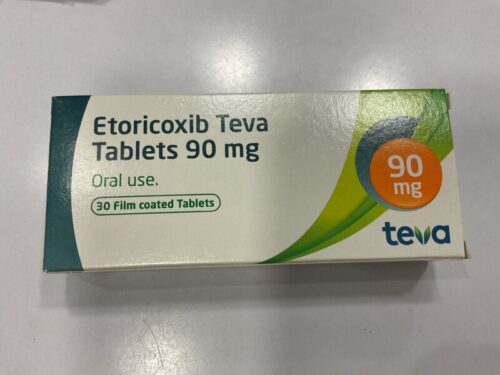 Etoricoxib Teva
Tablets 90 mg
Oral use.
30 Film coated Tablets
90
mg
teva